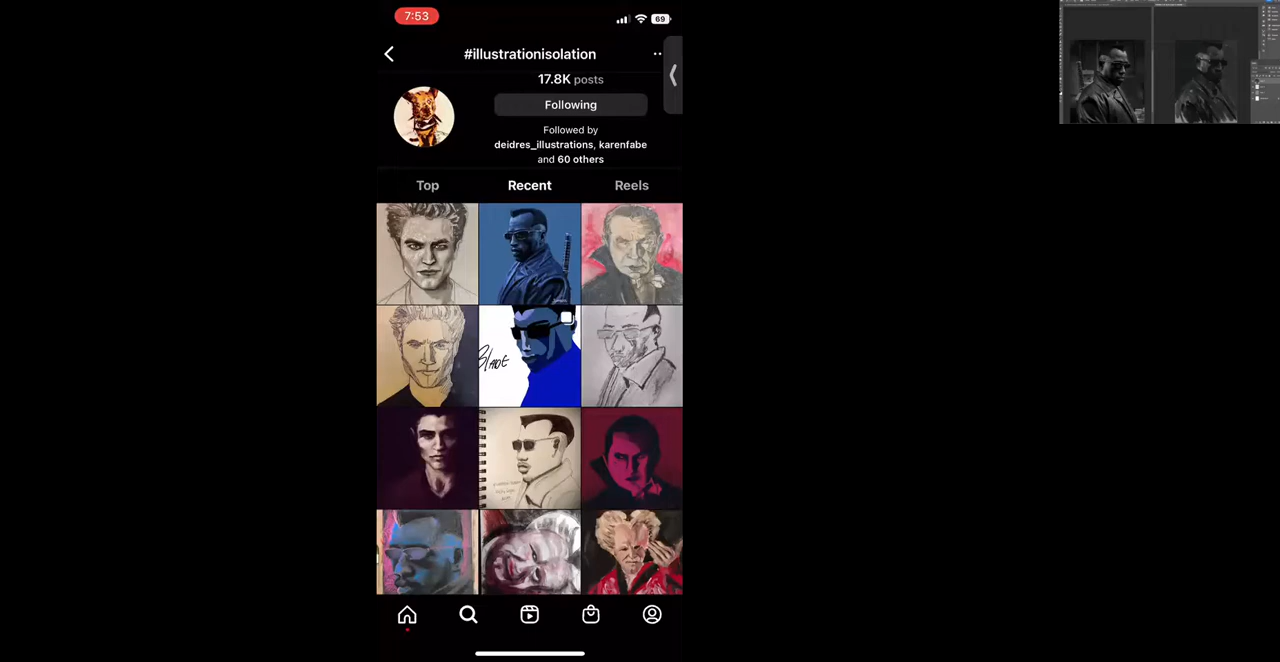 7:53
69
#illustrationisolation
17.8K posts
Following
Followed by
deidres_illustrations, karenfabe
and 60 others
Top Recent Reels
BLADE